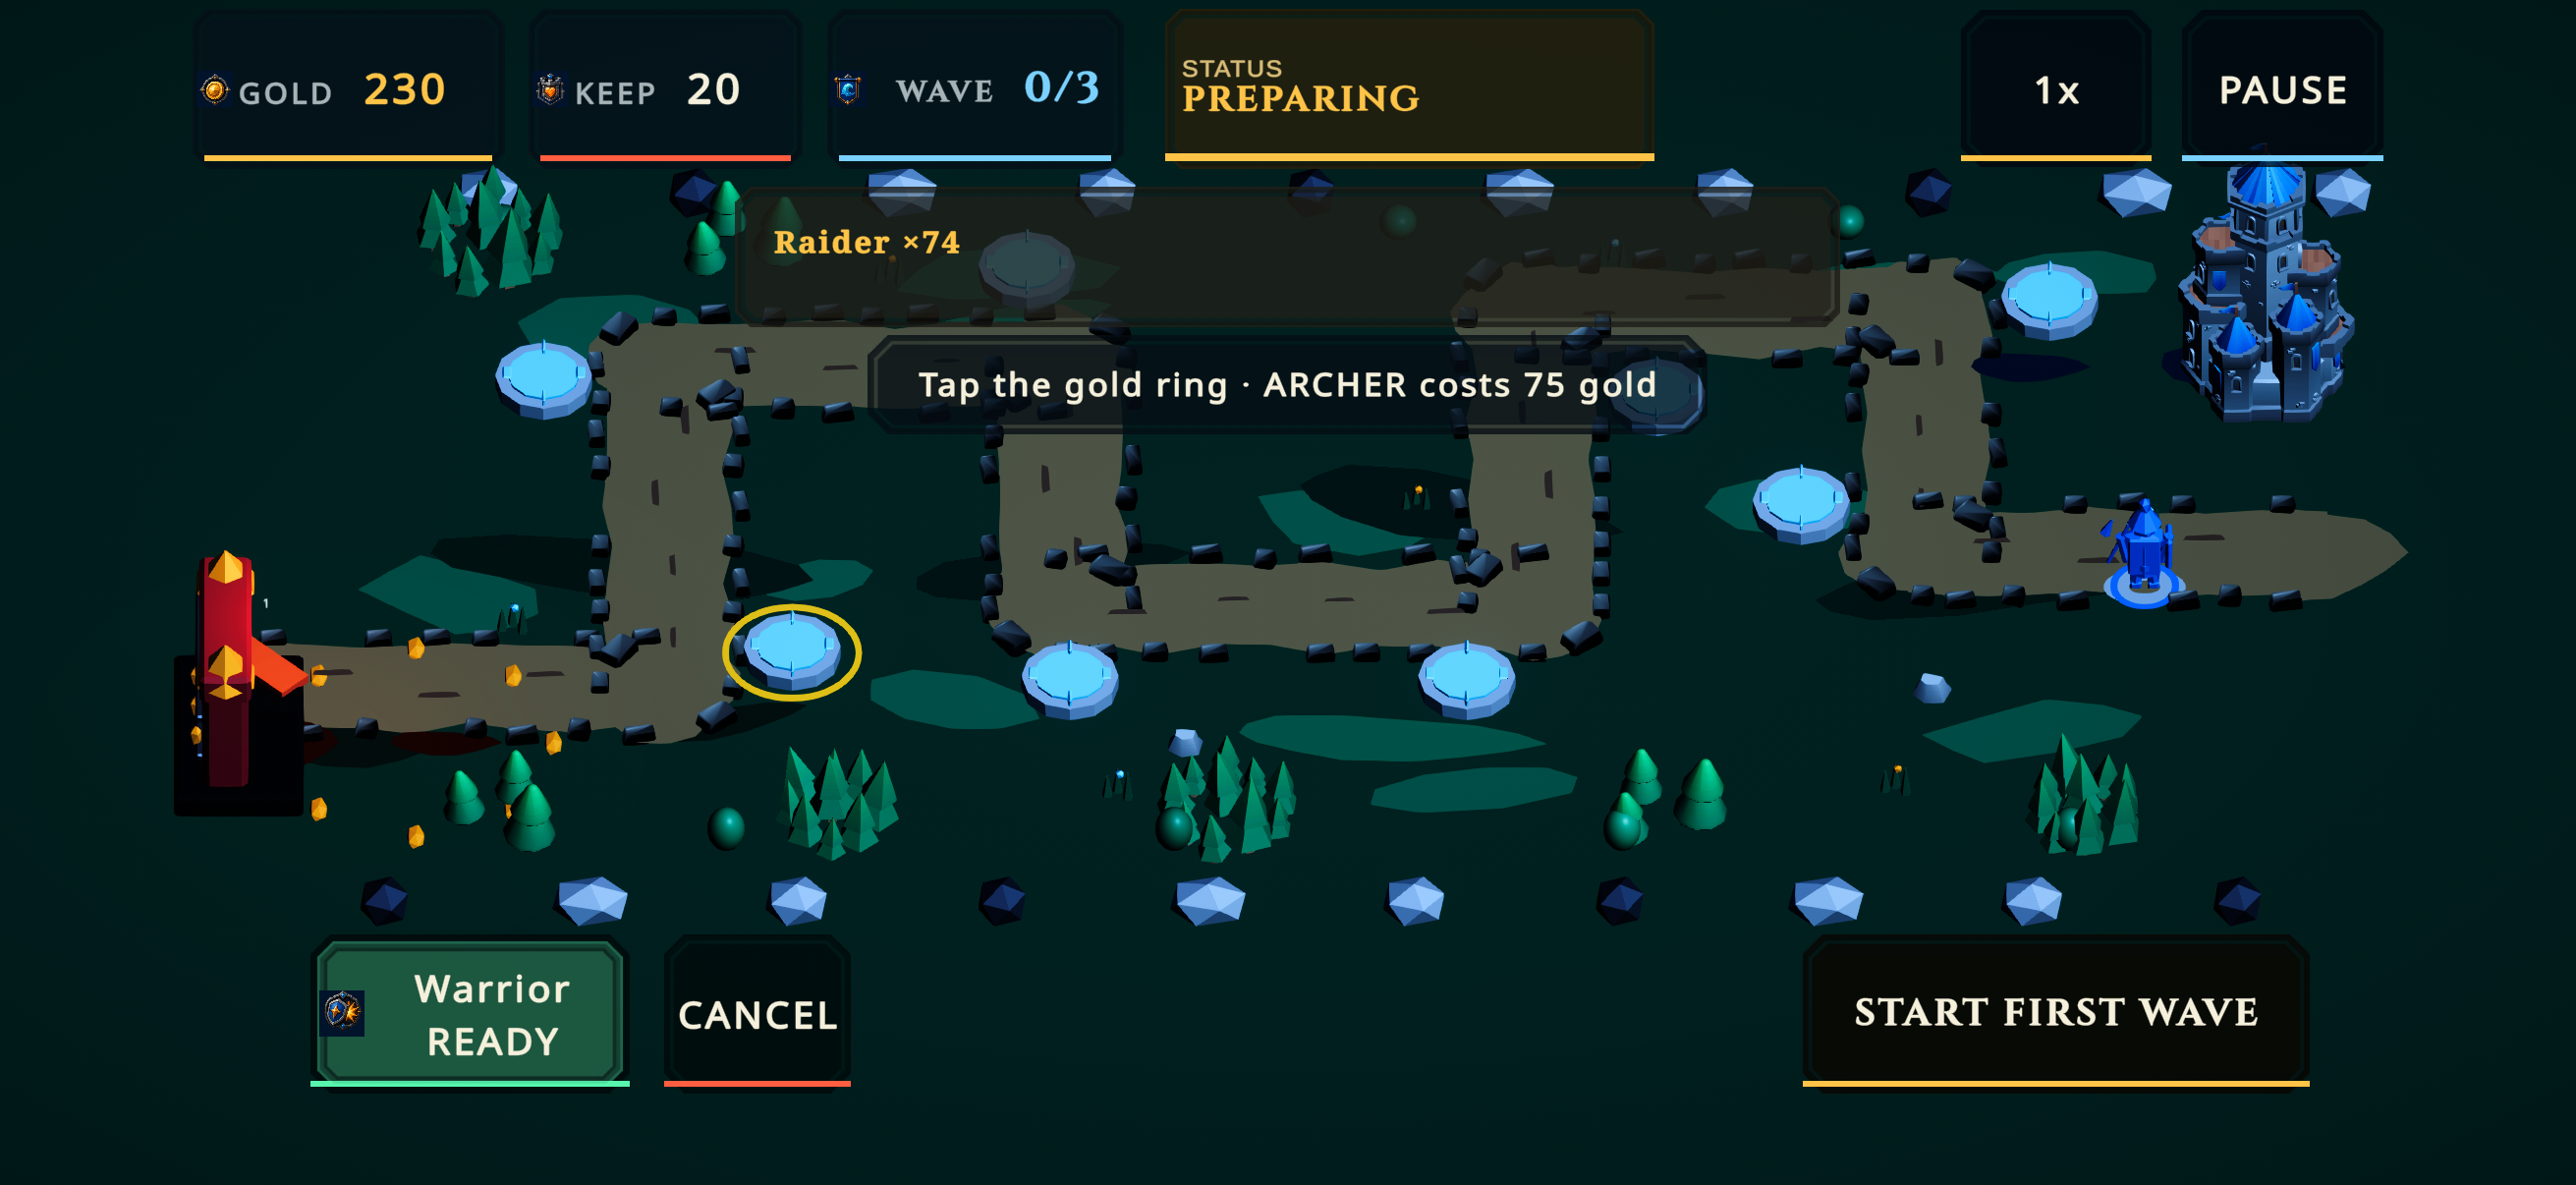 GOLD 230
KEEP 20
WAVE 0/3
STATUS
PREPARING
1x
PAUSE
Raider ×74
Tap the gold ring · ARCHER costs 75 gold
1
Warrior
READY
CANCEL
START FIRST WAVE